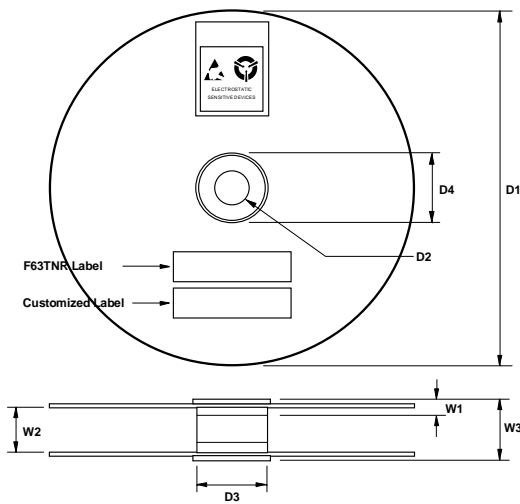 ELECTROSTATIC
SENSITIVE DEVICES
D4
D1
D2
F63TNR Label
Customized Label
W1
W2
W3
D3